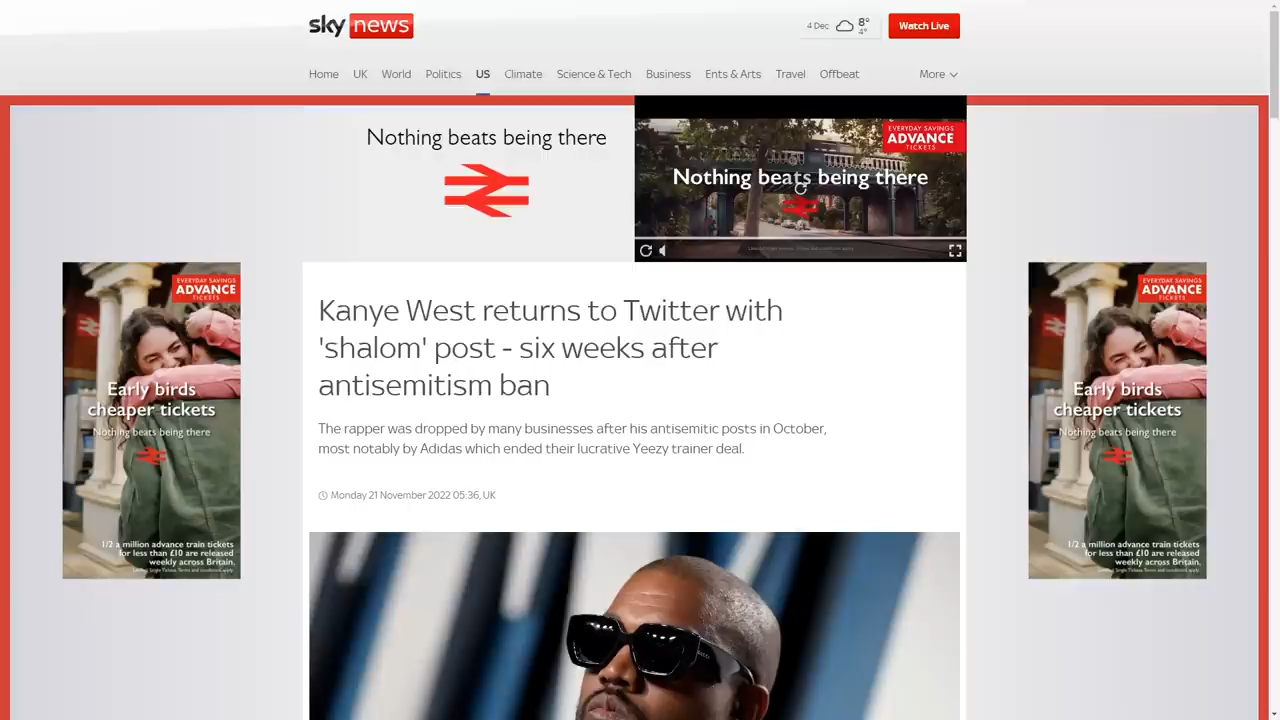 sky news
4 Dec 8° 4°
Watch Live
Home UK World Politics US Climate Science & Tech Business Ents & Arts Travel Offbeat More
Nothing beats being there
EVERYDAY SAVINGS
ADVANCE
TICKETS
Nothing beats being there
Kanye West returns to Twitter with
'shalom' post - six weeks after
antisemitism ban
The rapper was dropped by many businesses after his antisemitic posts in October,
most notably by Adidas which ended their lucrative Yeezy trainer deal.
Monday 21 November 2022 05:36, UK
EVERYDAY SAVINGS
ADVANCE
TICKETS
Early birds
cheaper tickets
Nothing beats being there
1/2 a million advance train tickets
for less than £10 are released
weekly across Britain.
EVERYDAY SAVINGS
ADVANCE
TICKETS
Early birds
cheaper tickets
Nothing beats being there
1/2 a million advance train tickets
for less than £10 are released
weekly across Britain.
GUCCI